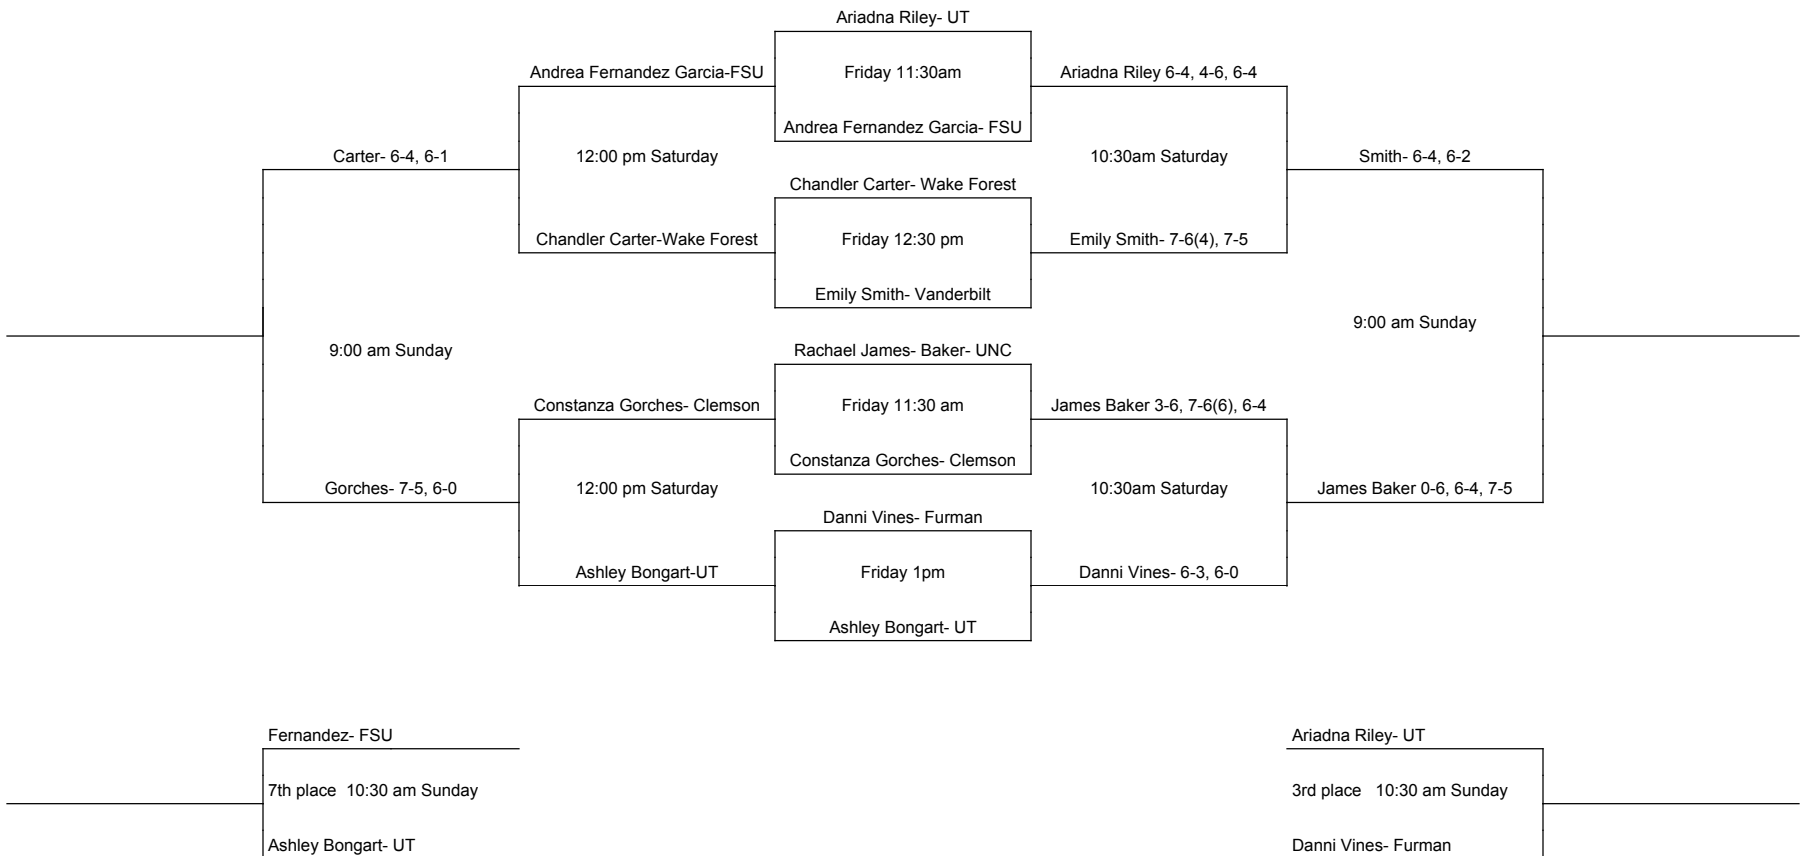 Ariadna Riley- UT
Andrea Fernandez Garcia-FSU
Friday 11:30am
Ariadna Riley 6-4, 4-6, 6-4
Andrea Fernandez Garcia- FSU
Carter- 6-4, 6-1
12:00 pm Saturday
10:30am Saturday
Smith- 6-4, 6-2
Chandler Carter- Wake Forest
Chandler Carter-Wake Forest
Friday 12:30 pm
Emily Smith- 7-6(4), 7-5
Emily Smith- Vanderbilt
9:00 am Sunday
9:00 am Sunday
Rachael James- Baker- UNC
Constanza Gorches- Clemson
Friday 11:30 am
James Baker 3-6, 7-6(6), 6-4
Constanza Gorches- Clemson
Gorches- 7-5, 6-0
12:00 pm Saturday
10:30am Saturday
James Baker 0-6, 6-4, 7-5
Danni Vines- Furman
Ashley Bongart-UT
Friday 1pm
Danni Vines- 6-3, 6-0
Ashley Bongart- UT
Fernandez- FSU
Ariadna Riley- UT
7th place  10:30 am Sunday
3rd place   10:30 am Sunday
Ashley Bongart- UT
Danni Vines- Furman